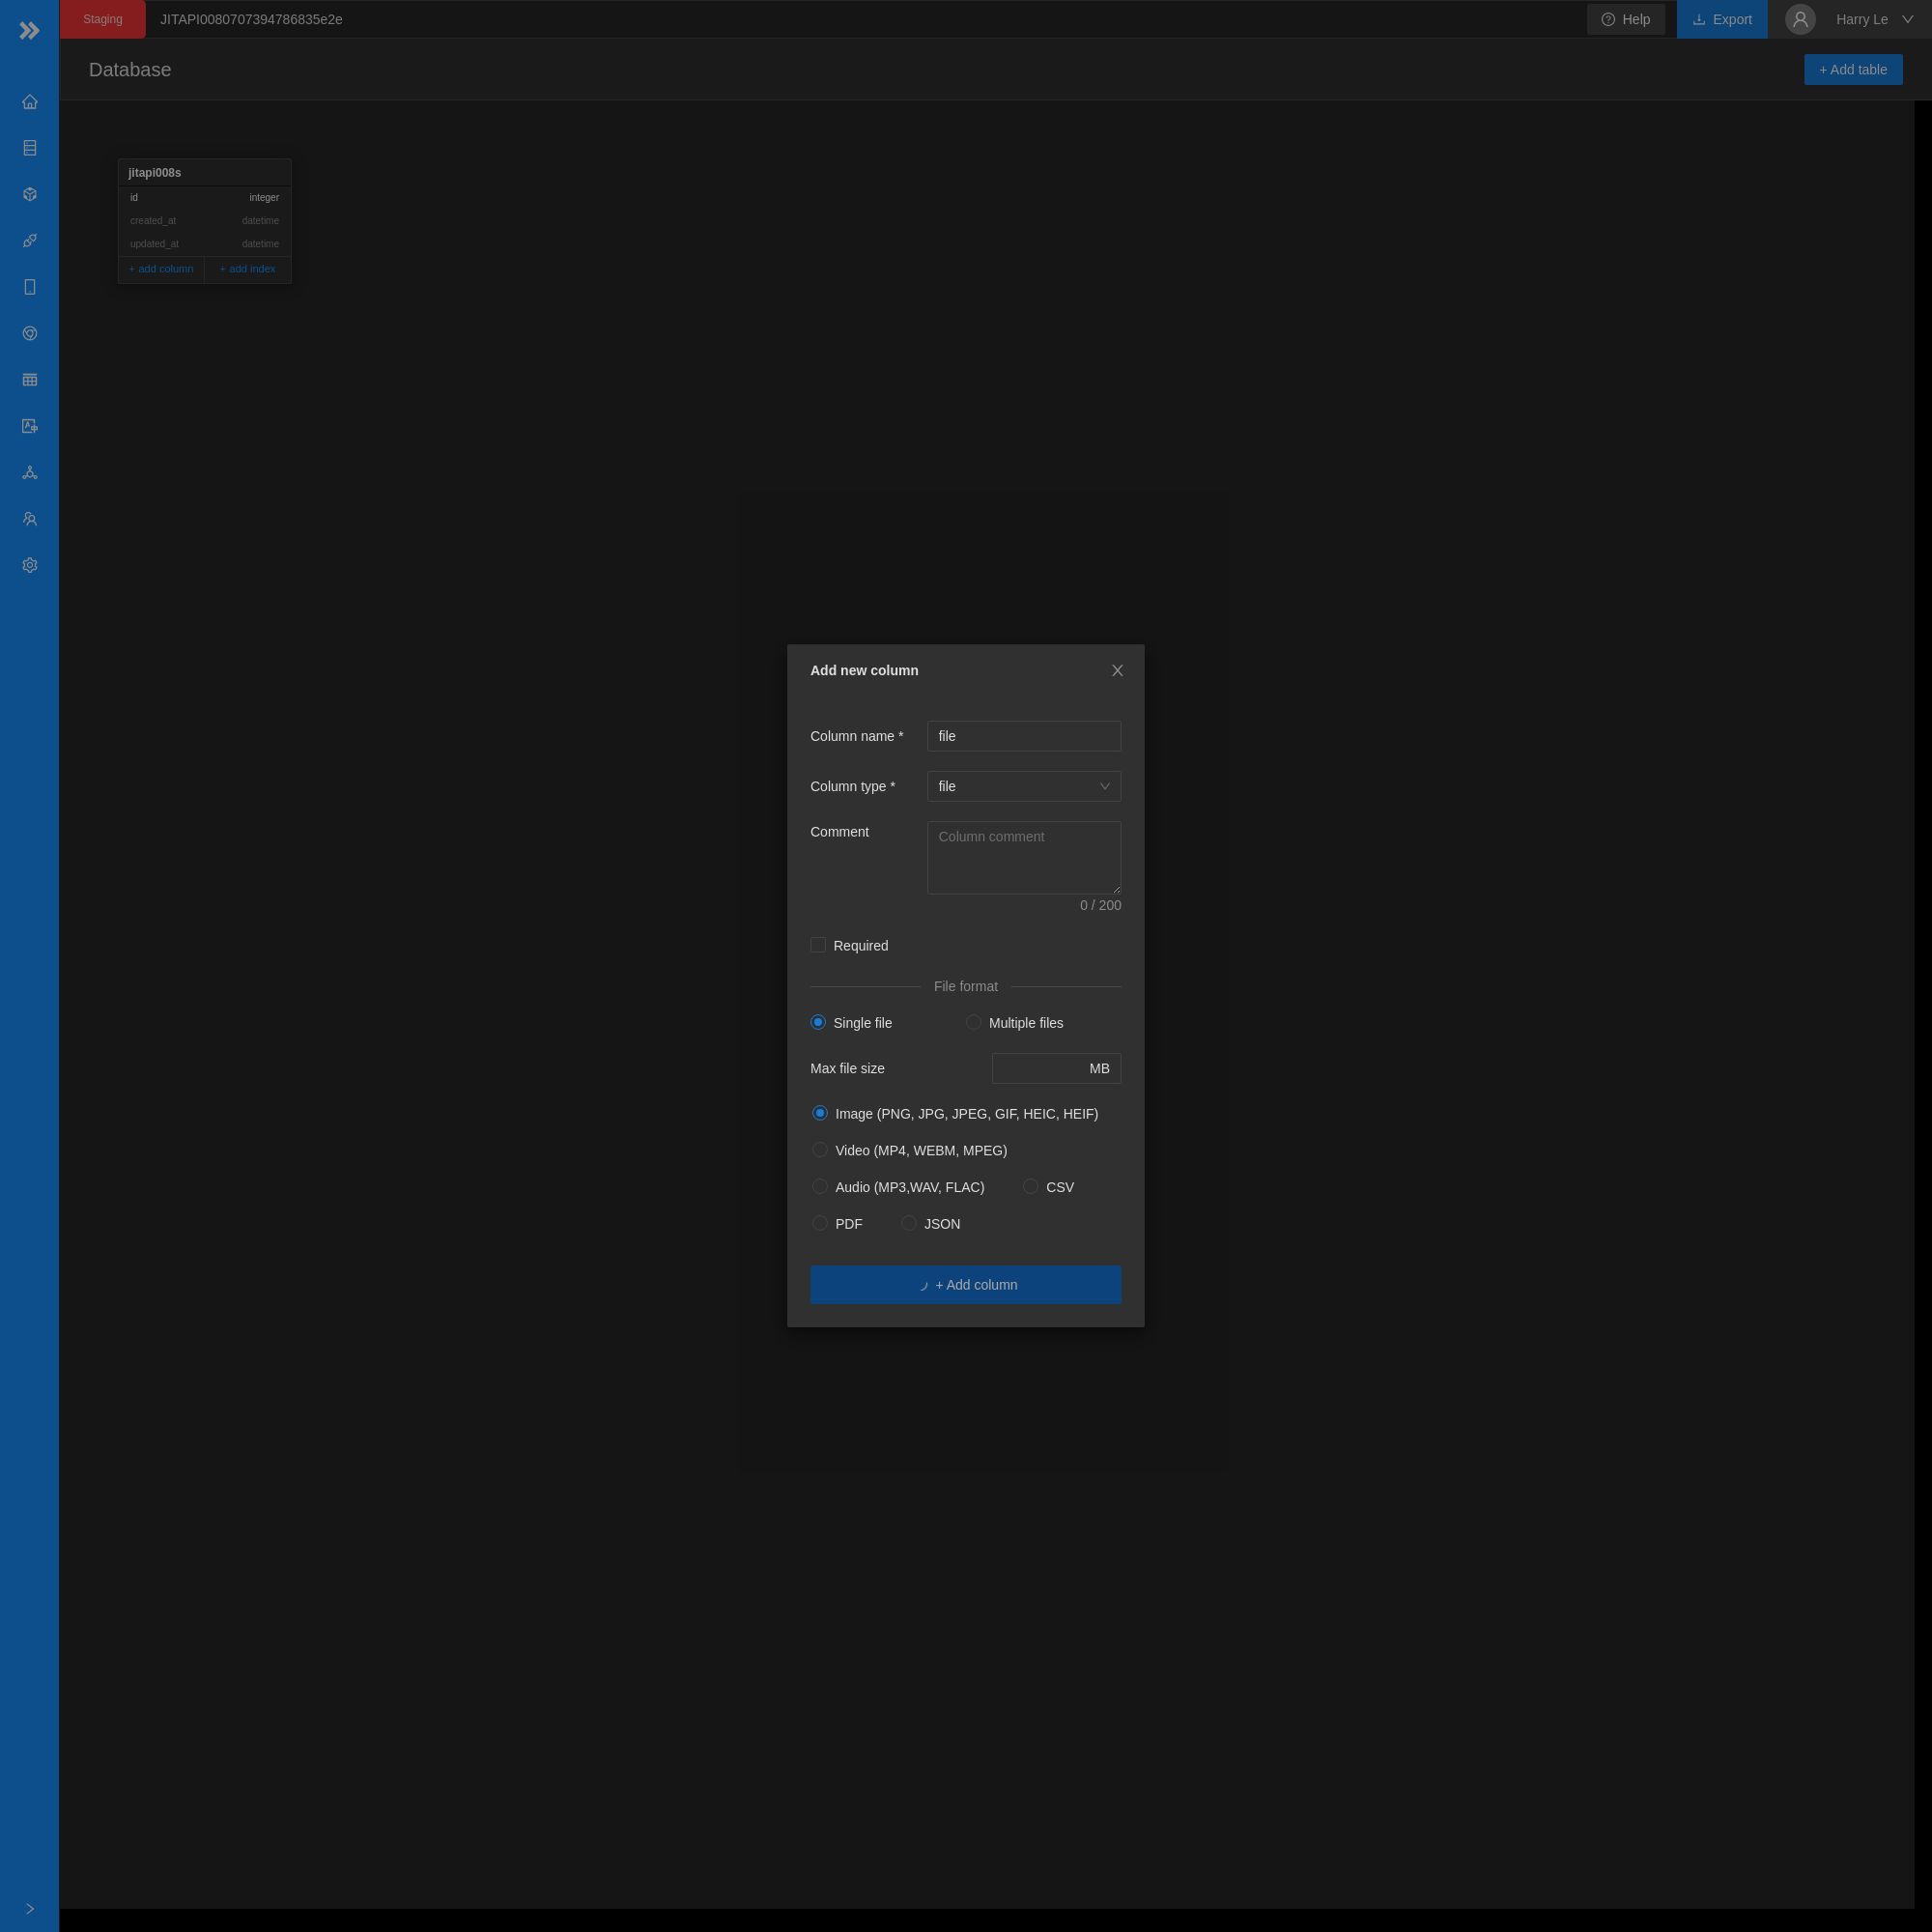 Staging JITAPI0080707394786835e2e Help Export Harry Le
Database + Add table
jitapi008s
id integer
created_at datetime
updated_at datetime
+ add column + add index
Add new column
Column name * file
Column type * file
Comment Column comment
0 / 200
Required
File format
Single file Multiple files
Max file size MB
Image (PNG, JPG, JPEG, GIF, HEIC, HEIF)
Video (MP4, WEBM, MPEG)
Audio (MP3,WAV, FLAC) CSV
PDF JSON
+ Add column